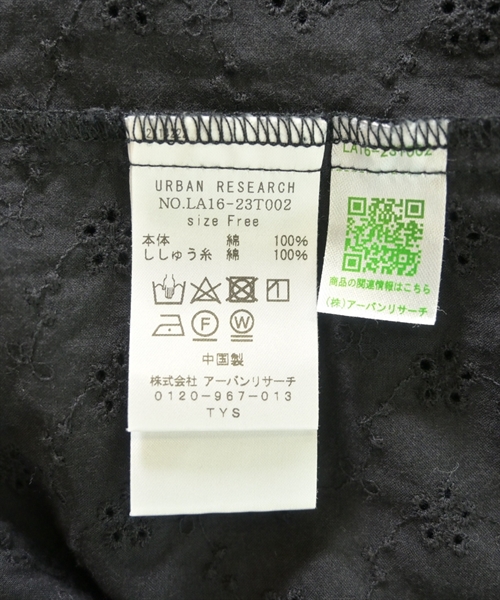 URBAN RESEARCH
NO.LA16-23T002
size Free
本体 綿 100%
ししゅう糸 綿 100%
F
W
中国製
株式会社 アーバンリサーチ
0120-967-013
TYS
LA16-23T002
商品の関連情報はこちら
(株)アーバンリサーチ